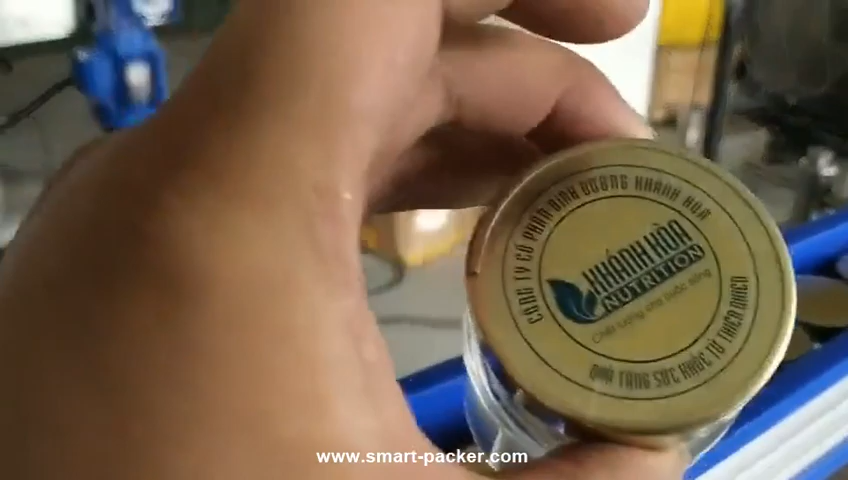 CÔNG TY CỔ PHẦN DINH DƯỠNG KHÁNH HOÀ
KHÁNH HÒA
NUTRITION
Chất lượng cho cuộc sống
QUÀ TẶNG SỨC KHỎE TỪ THIÊN NHIÊN
www.smart-packer.com